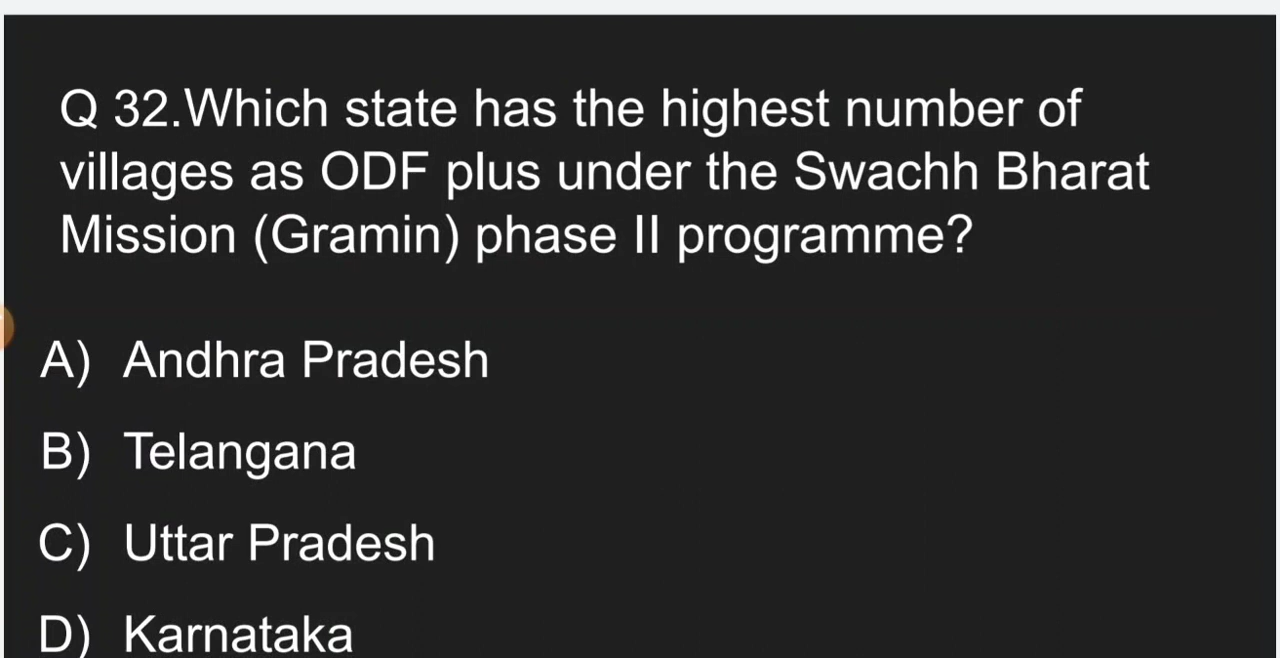 Q 32.Which state has the highest number of
villages as ODF plus under the Swachh Bharat
Mission (Gramin) phase II programme?
A) Andhra Pradesh
B) Telangana
C) Uttar Pradesh
D) Karnataka